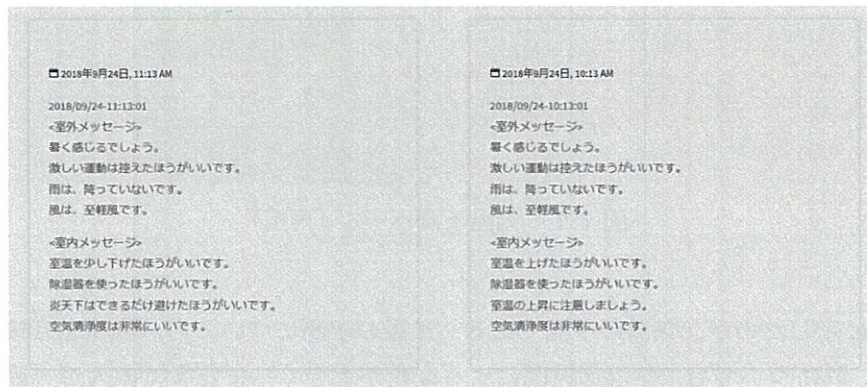 2018年9月24日, 11:13 AM
2018/09/24-11:13:01
<室外メッセージ>
暑く感じるでしょう。
激しい運動は控えたほうがいいです。
雨は、降っていないです。
風は、至軽風です。
<室内メッセージ>
室温を少し下げたほうがいいです。
除湿器を使ったほうがいいです。
炎天下はできるだけ避けたほうがいいです。
空気清浄度は非常にいいです。
2018年9月24日, 10:13 AM
2018/09/24-10:13:01
<室外メッセージ>
暑く感じるでしょう。
激しい運動は控えたほうがいいです。
雨は、降っていないです。
風は、至軽風です。
<室内メッセージ>
室温を上げたほうがいいです。
除湿器を使ったほうがいいです。
室温の上昇に注意しましょう。
空気清浄度は非常にいいです。